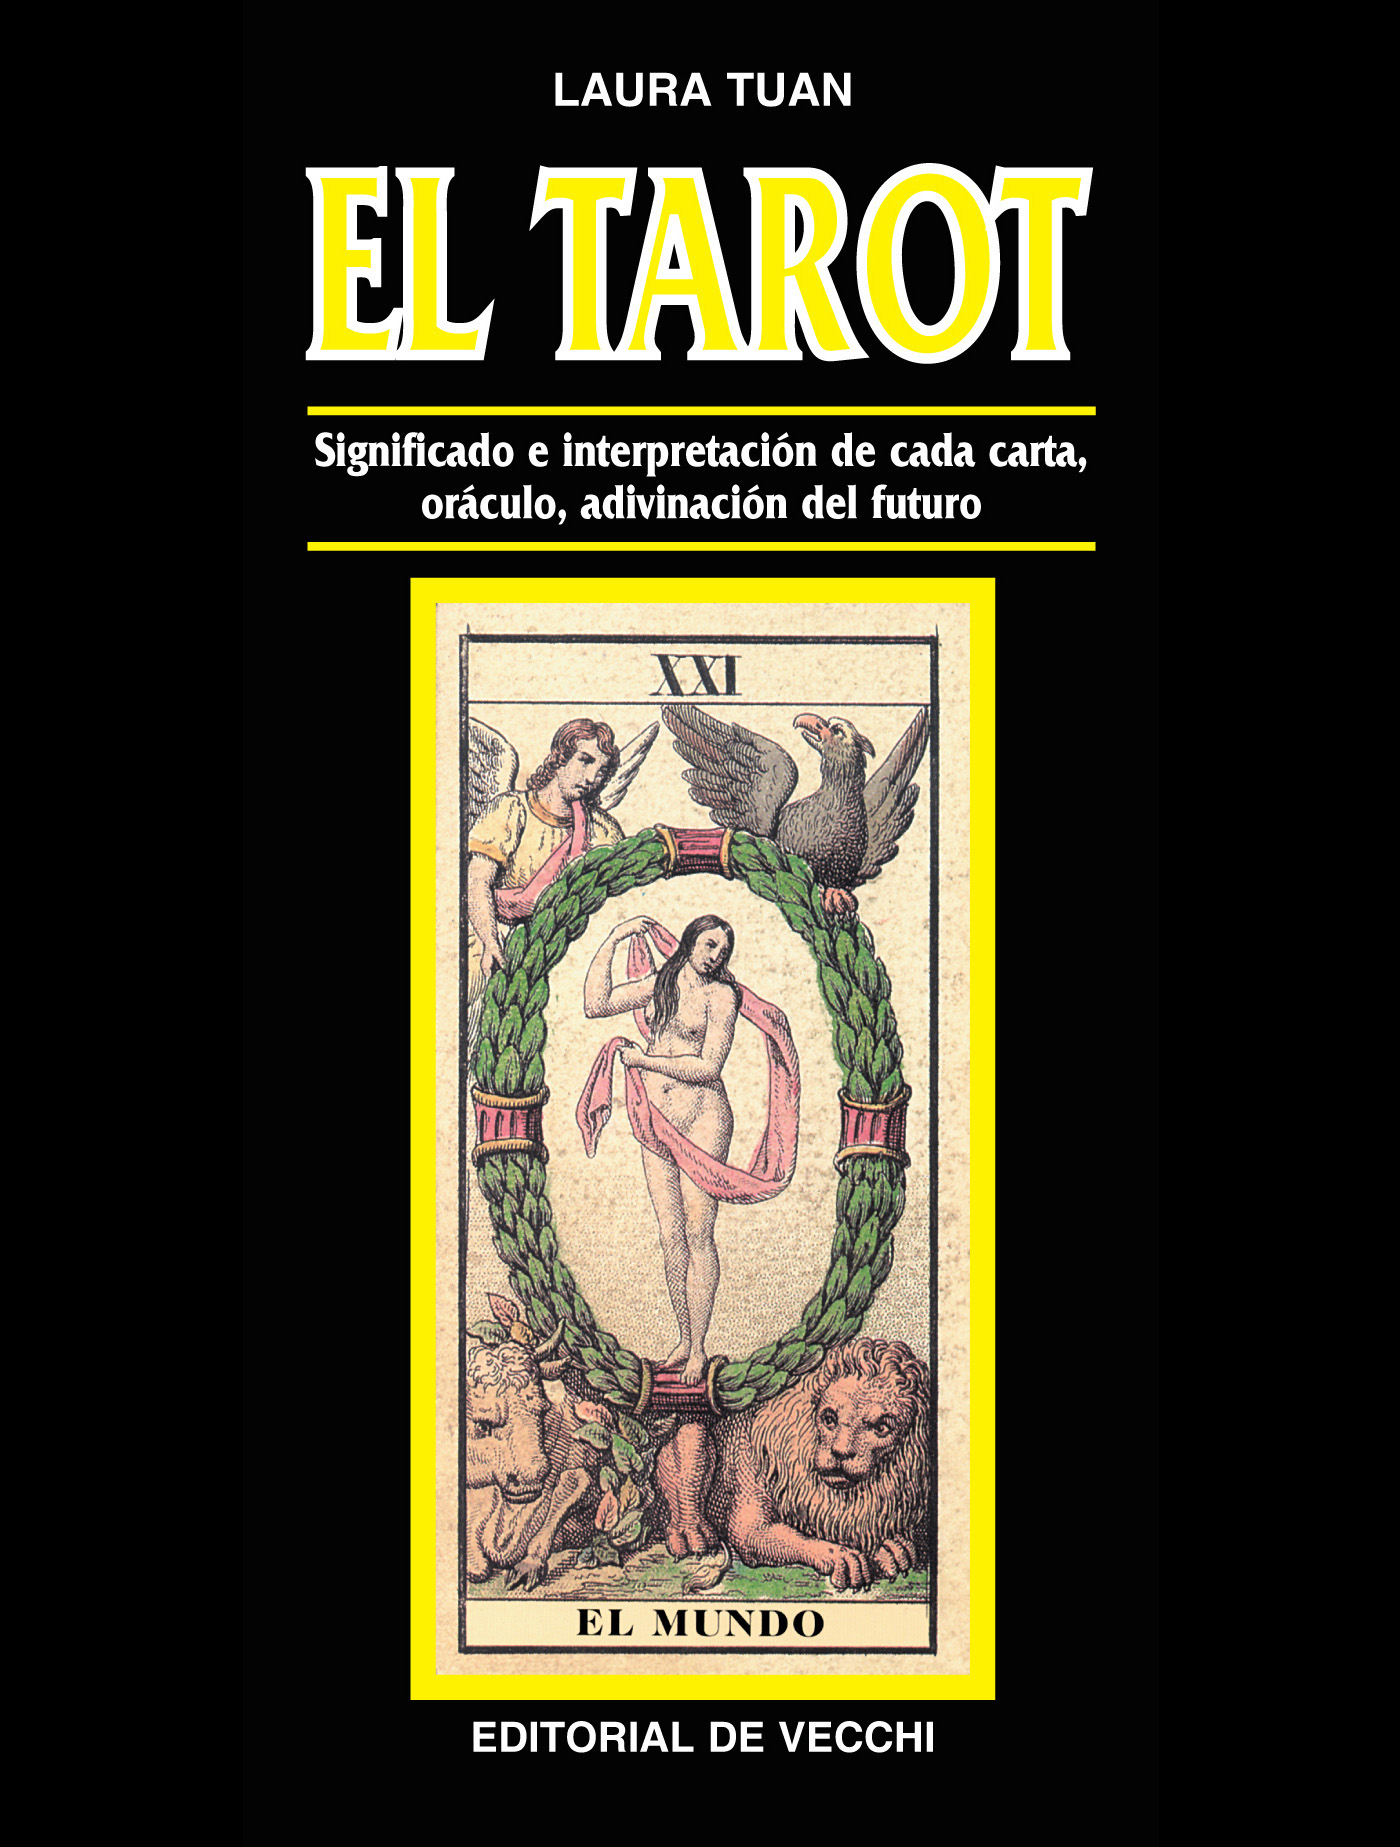 LAURA TUAN
EL TAROT
Significado e interpretación de cada carta,
oráculo, adivinación del futuro
XXI
EL MUNDO
EDITORIAL DE VECCHI